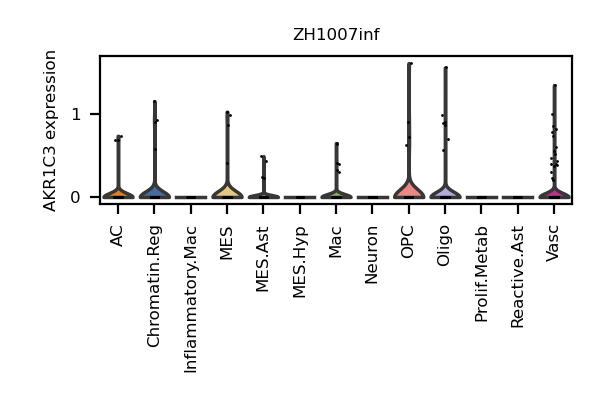 ZH1007inf
AKR1C3 expression
1
0
AC
Chromatin.Reg
Inflammatory.Mac
MES
MES.Ast
MES.Hyp
Mac
Neuron
OPC
Oligo
Prolif.Metab
Reactive.Ast
Vasc